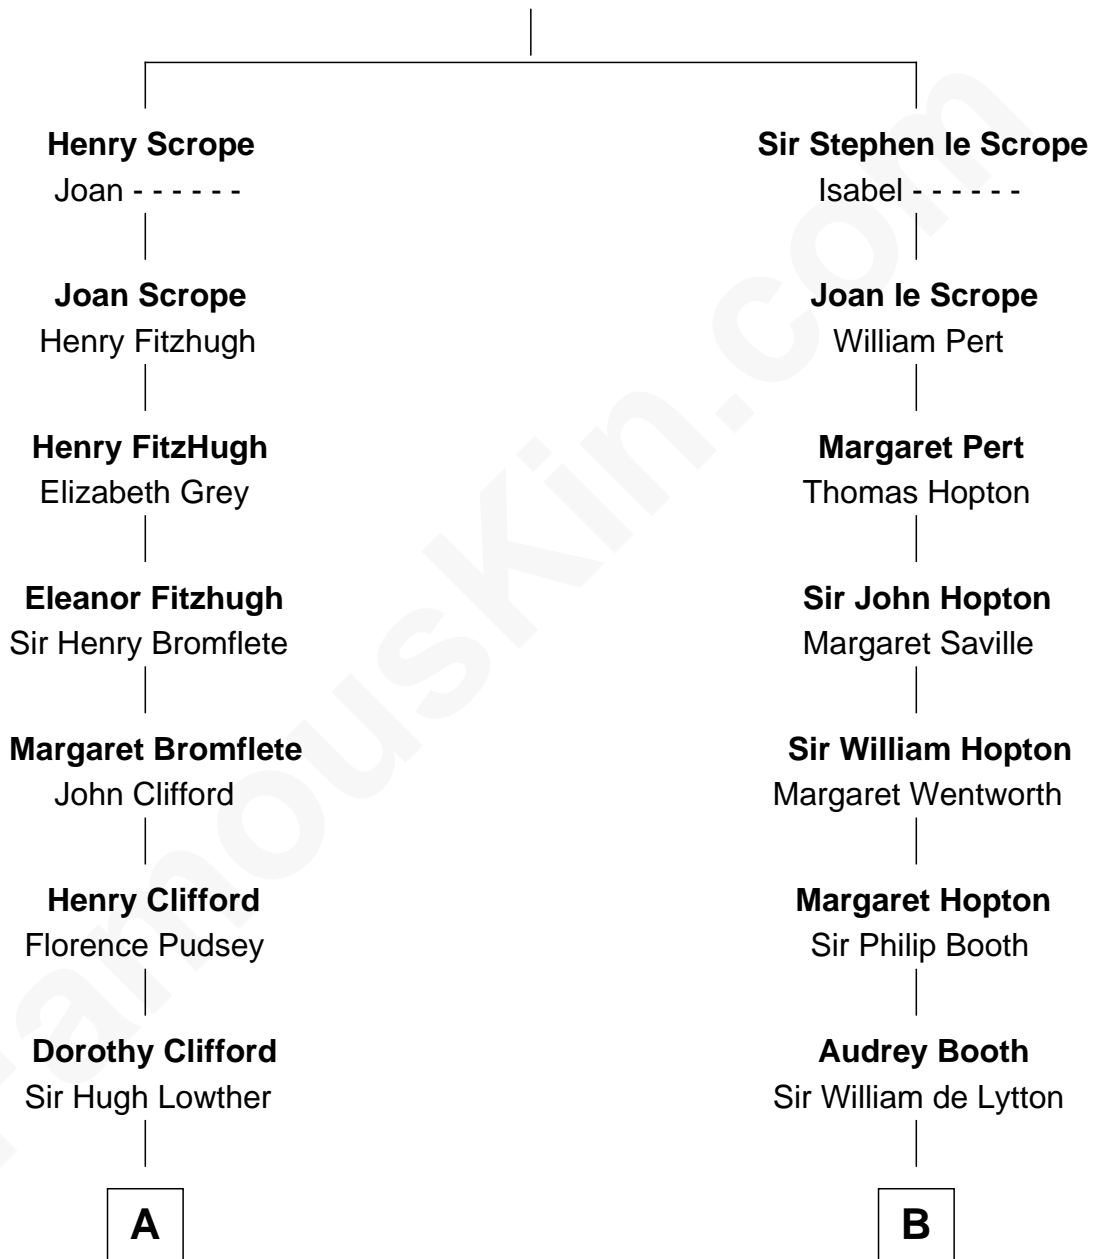 Henry Scrope
Joan - - - - - -
Joan Scrope
Henry Fitzhugh
Henry FitzHugh
Elizabeth Grey
Eleanor Fitzhugh
Sir Henry Bromflete
Margaret Bromflete
John Clifford
Henry Clifford
Florence Pudsey
Dorothy Clifford
Sir Hugh Lowther
A
Sir Stephen le Scrope
Isabel - - - - - -
Joan le Scrope
William Pert
Margaret Pert
Thomas Hopton
Sir John Hopton
Margaret Saville
Sir William Hopton
Margaret Wentworth
Margaret Hopton
Sir Philip Booth
Audrey Booth
Sir William de Lytton
B
FamousKin.com